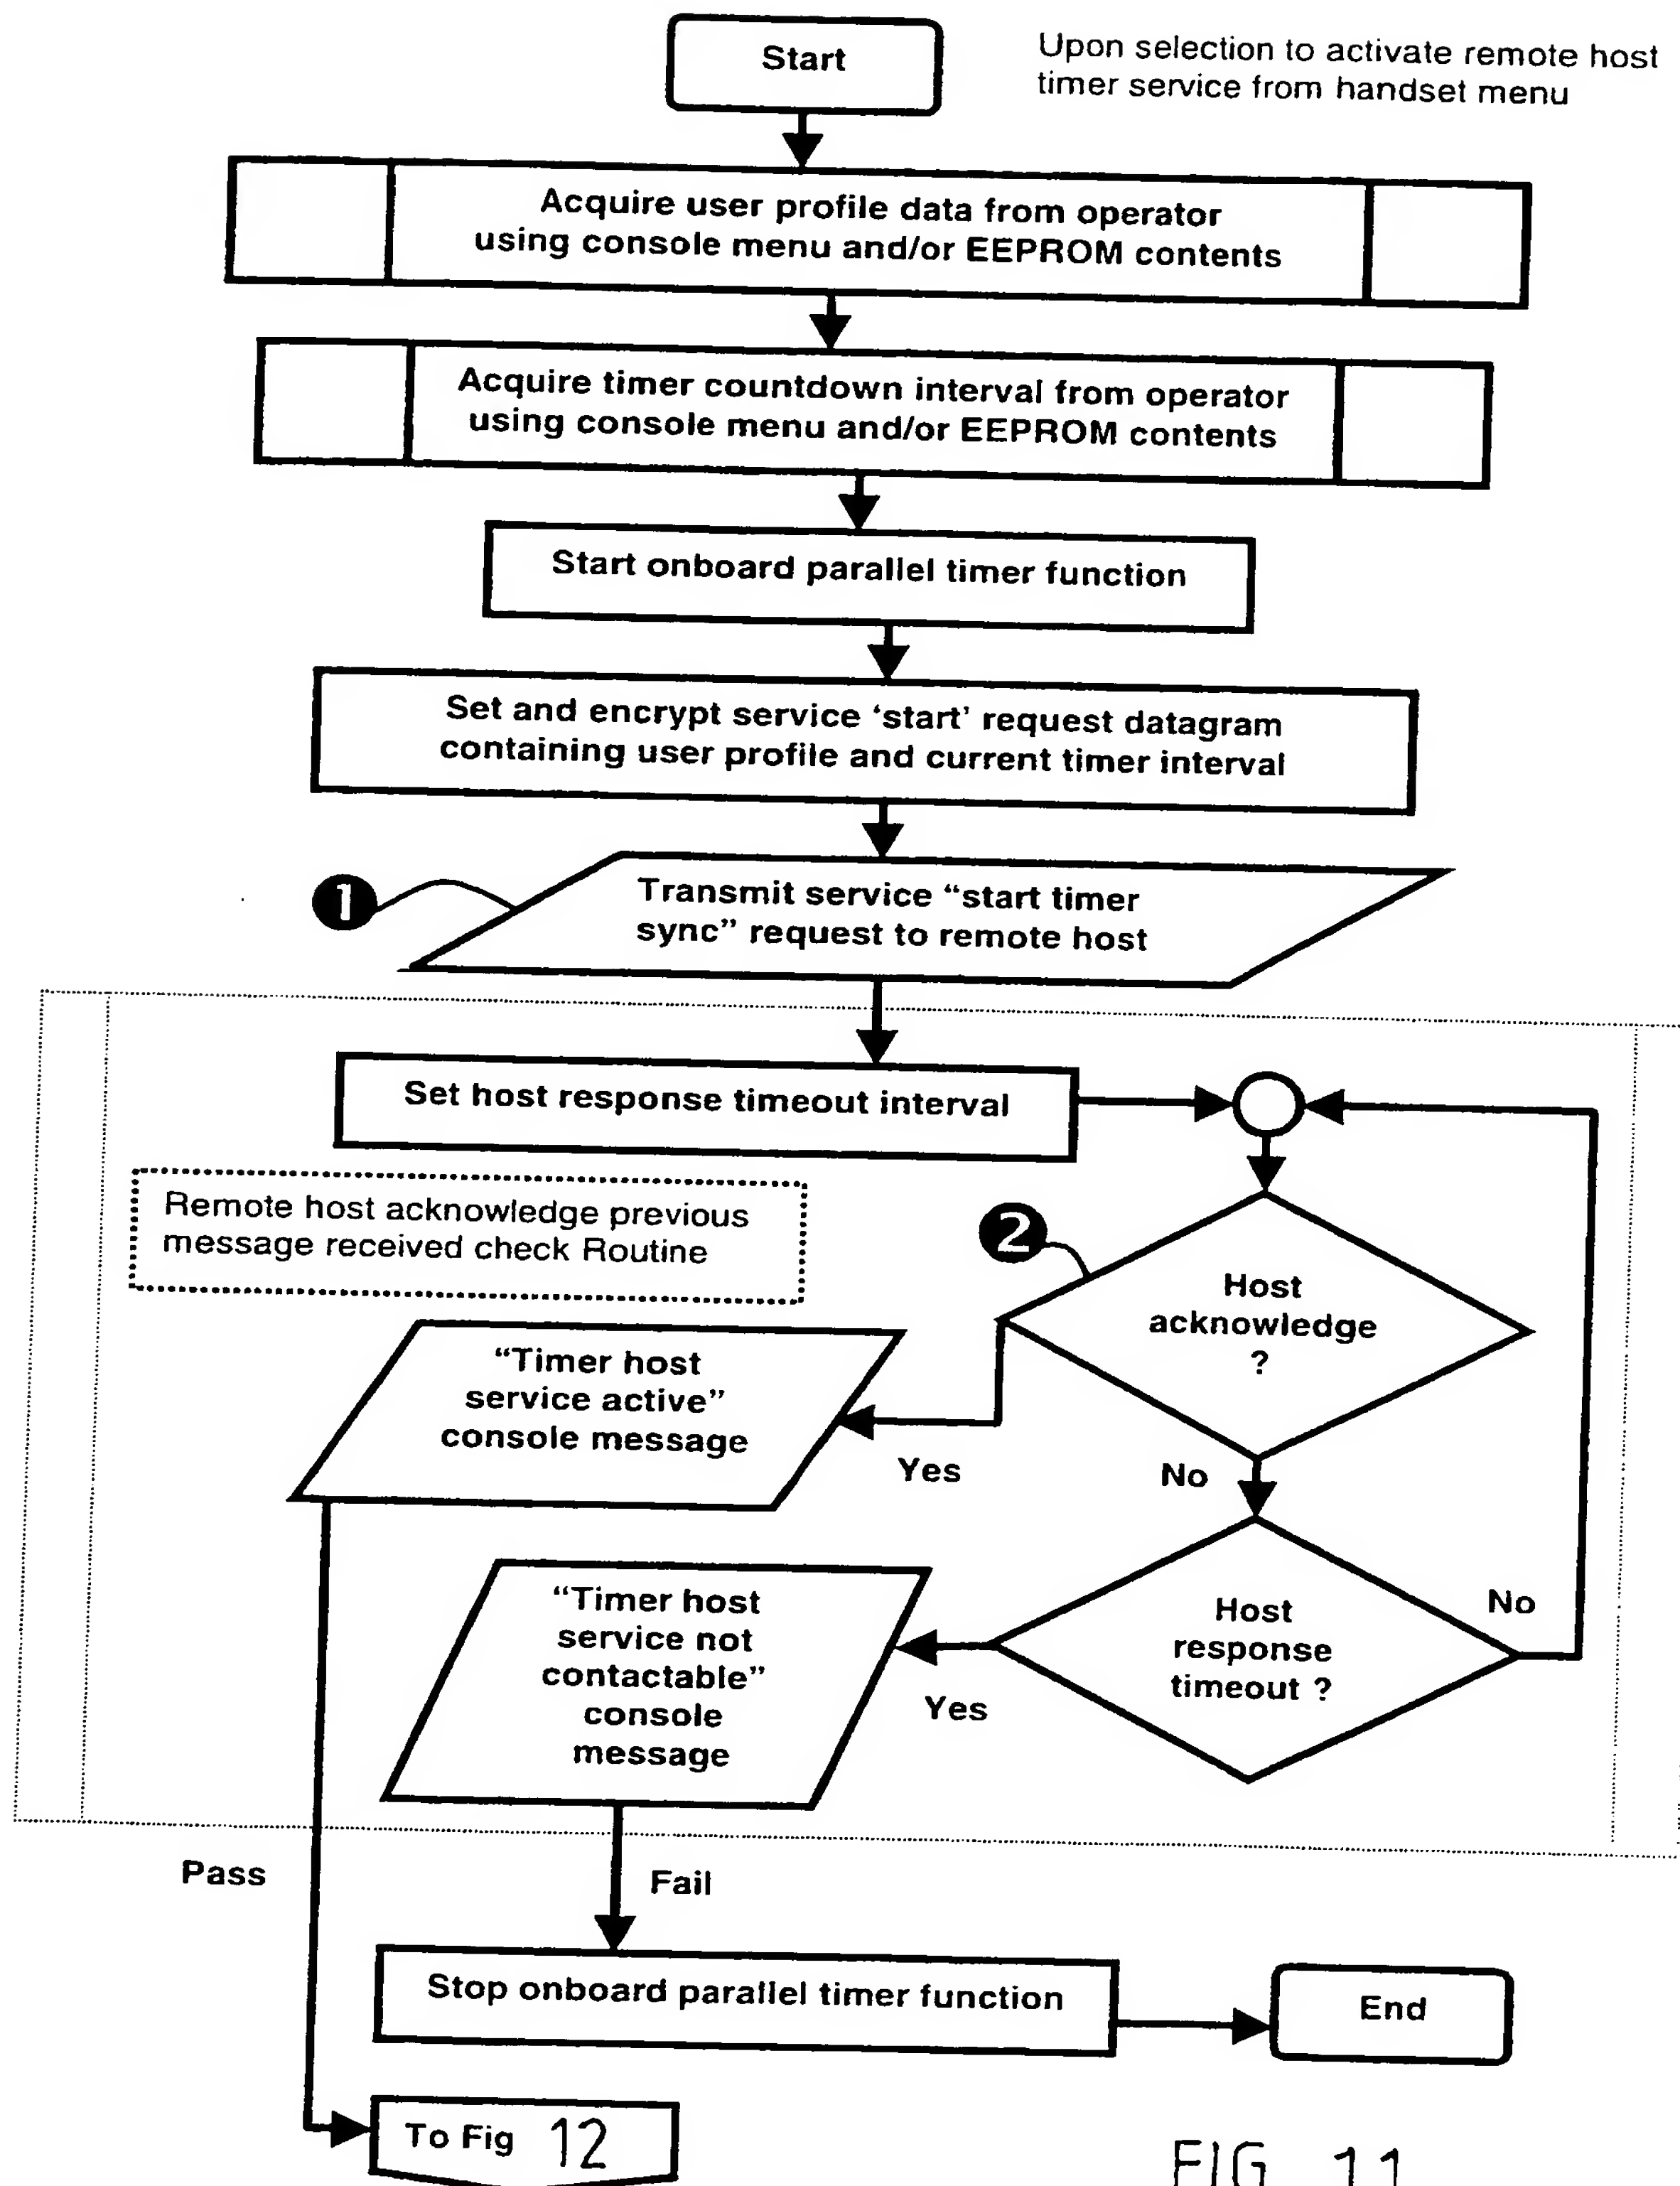 Start
Upon selection to activate remote host
timer service from handset menu
Acquire user profile data from operator
using console menu and/or EEPROM contents
Acquire timer countdown interval from operator
using console menu and/or EEPROM contents
Start onboard parallel timer function
Set and encrypt service ‘start’ request datagram
containing user profile and current timer interval
1
Transmit service “start timer
sync” request to remote host
Set host response timeout interval
Remote host acknowledge previous
message received check Routine
2
Host
acknowledge
?
“Timer host
service active”
console message
Yes
No
“Timer host
service not
contactable”
console
message
Host
response
timeout ?
No
Yes
Pass
Fail
Stop onboard parallel timer function
End
To Fig 12
FIG 11